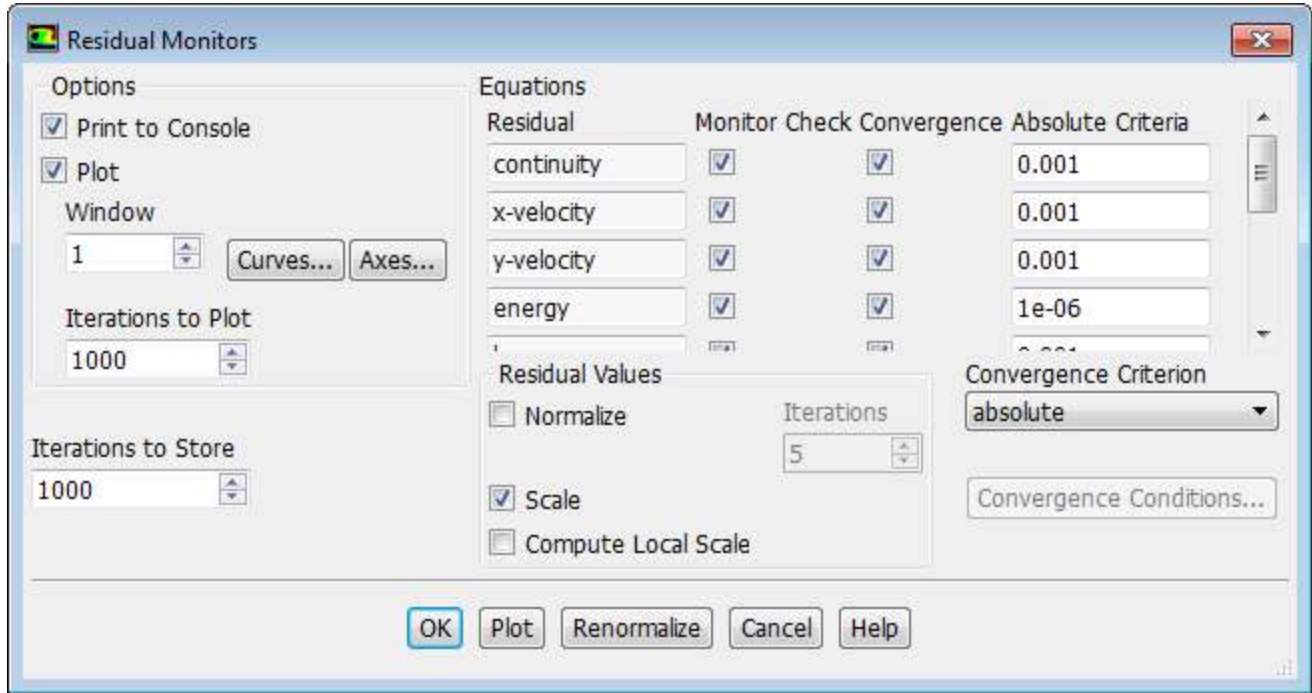 Residual Monitors
Options
Print to Console
Plot
Window
1
Curves...
Axes...
Iterations to Plot
1000
Iterations to Store
1000
Equations
Residual Monitor Check Convergence Absolute Criteria
continuity 0.001
x-velocity 0.001
y-velocity 0.001
energy 1e-06
Residual Values
Normalize
Iterations
5
Scale
Compute Local Scale
Convergence Criterion
absolute
Convergence Conditions...
OK Plot Renormalize Cancel Help